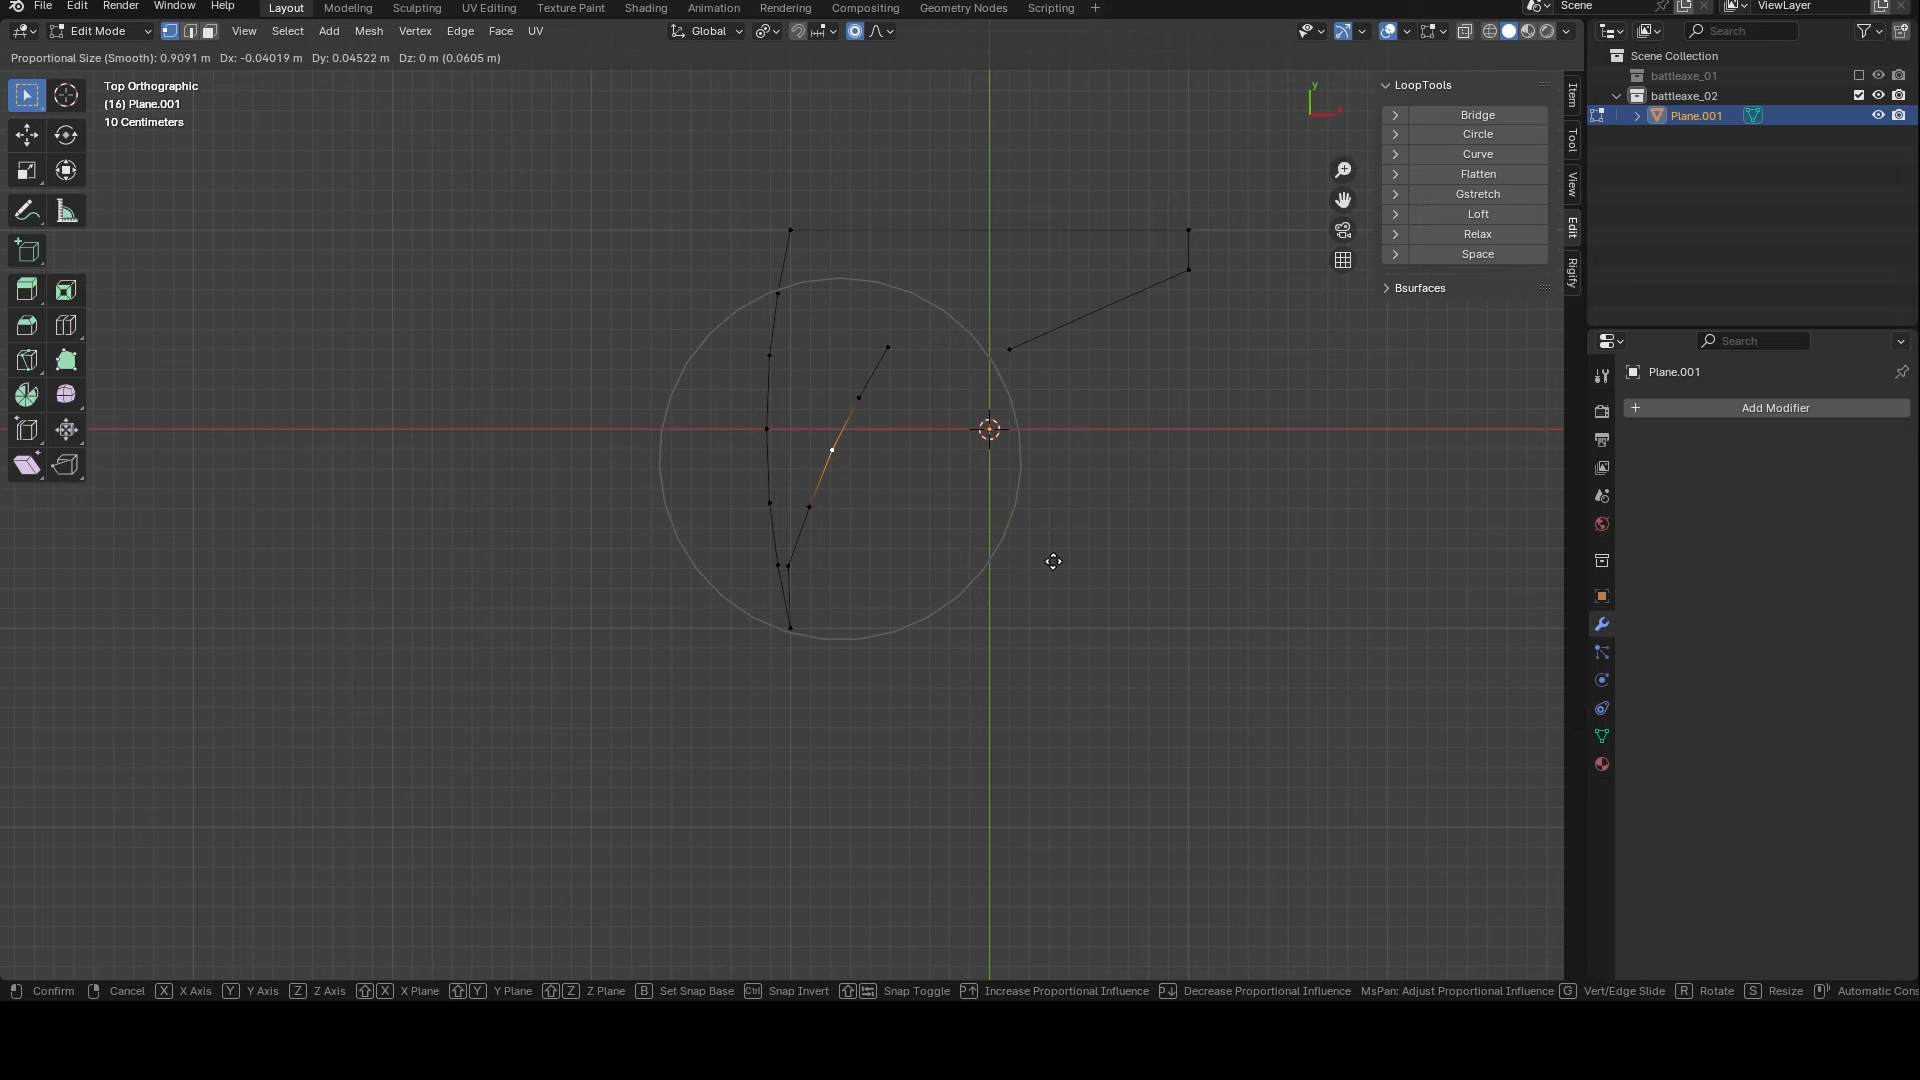 File Edit Render Window Help Layout Modeling Sculpting UV Editing Texture Paint Shading Animation Rendering Compositing Geometry Nodes Scripting + Scene ViewLayer
Edit Mode View Select Add Mesh Vertex Edge Face UV Global Search
Proportional Size (Smooth): 0.9091 m Dx: -0.04019 m Dy: 0.04522 m Dz: 0 m (0.0605 m)
Top Orthographic
(16) Plane.001
10 Centimeters
y
LoopTools
Bridge
Circle
Curve
Flatten
Gstretch
Loft
Relax
Space
Bsurfaces
Item
Tool
View
Edit
Rigify
Scene Collection
battleaxe_01
battleaxe_02
Plane.001
Search
Plane.001
+ Add Modifier
Confirm Cancel X X Axis Y Y Axis Z Z Axis X X Plane Y Y Plane Z Z Plane B Set Snap Base Ctrl Snap Invert Snap Toggle Increase Proportional Influence Decrease Proportional Influence MsPan: Adjust Proportional Influence G Vert/Edge Slide R Rotate S Resize Automatic Cons